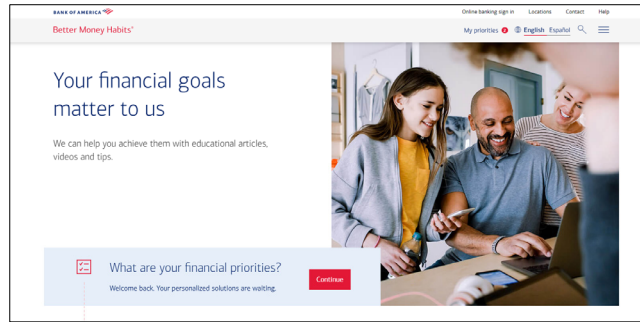 BANK OF AMERICA
Online banking sign in Locations Contact Help
Better Money Habits®
My priorities 2 English Español
Your financial goals
matter to us
We can help you achieve them with educational articles,
videos and tips.
What are your financial priorities?
Welcome back. Your personalized solutions are waiting.
Continue